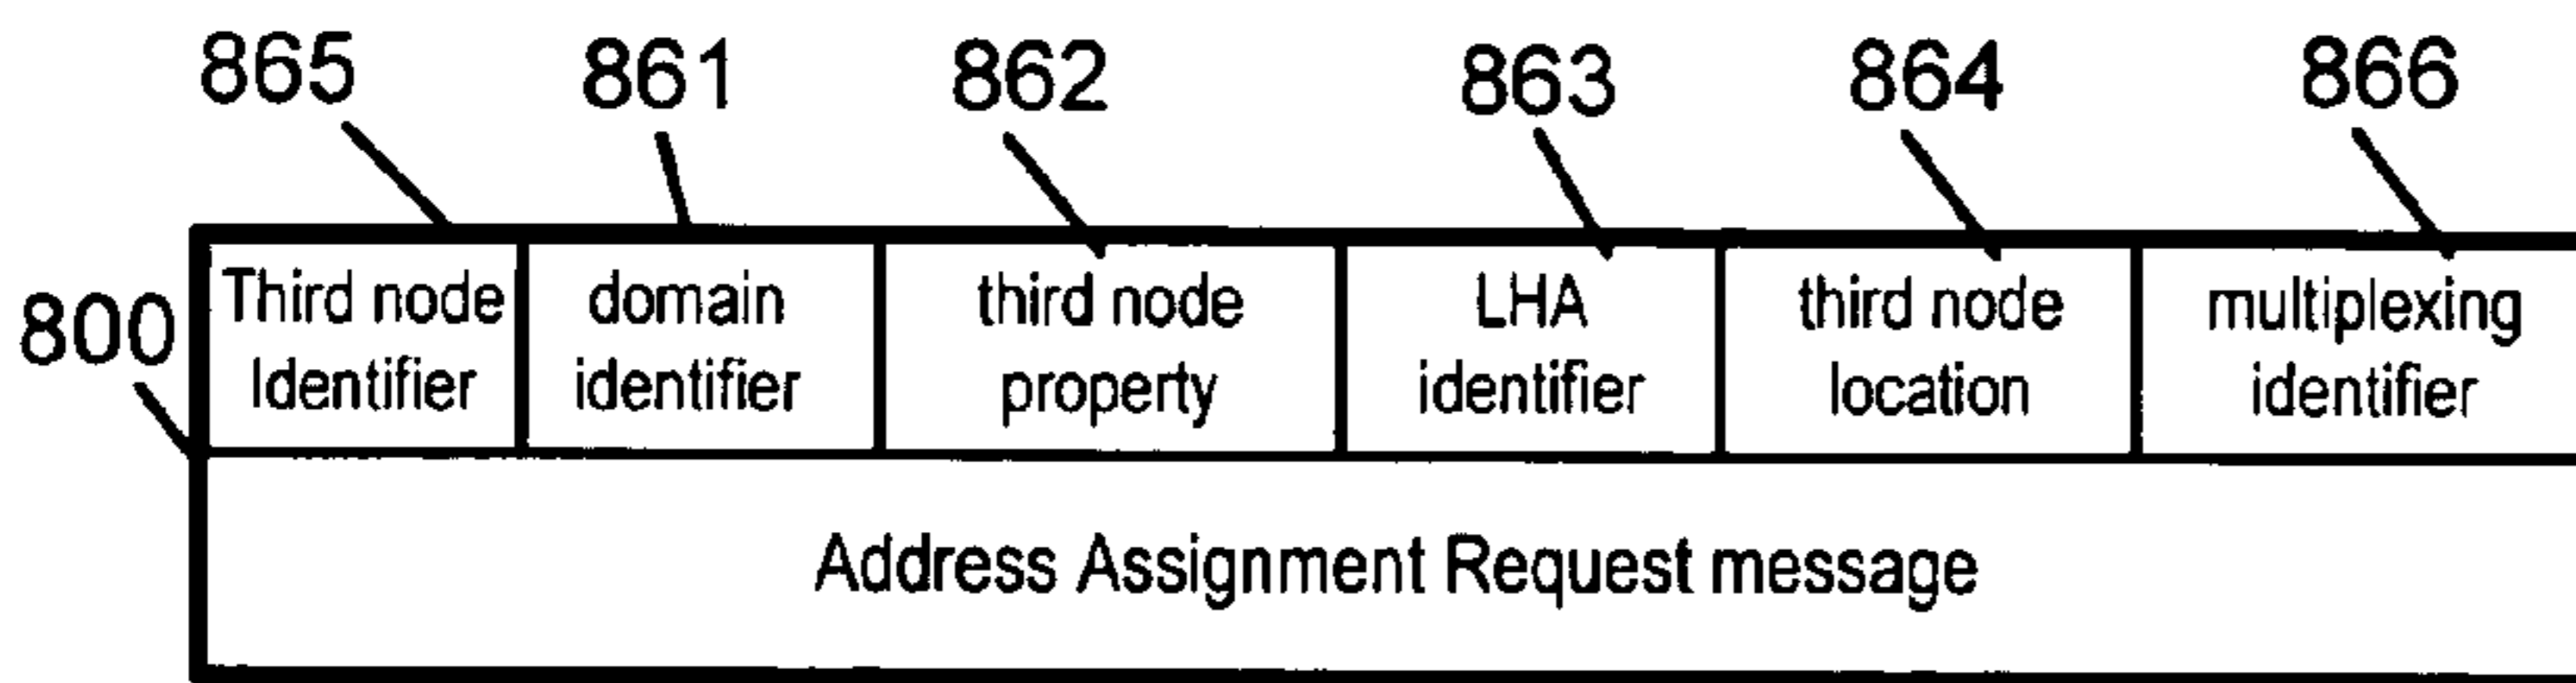 865 861 862 863 864 866
800
Third node domain third node LHA third node multiplexing
Identifier identifier property identifier location identifier
Address Assignment Request message